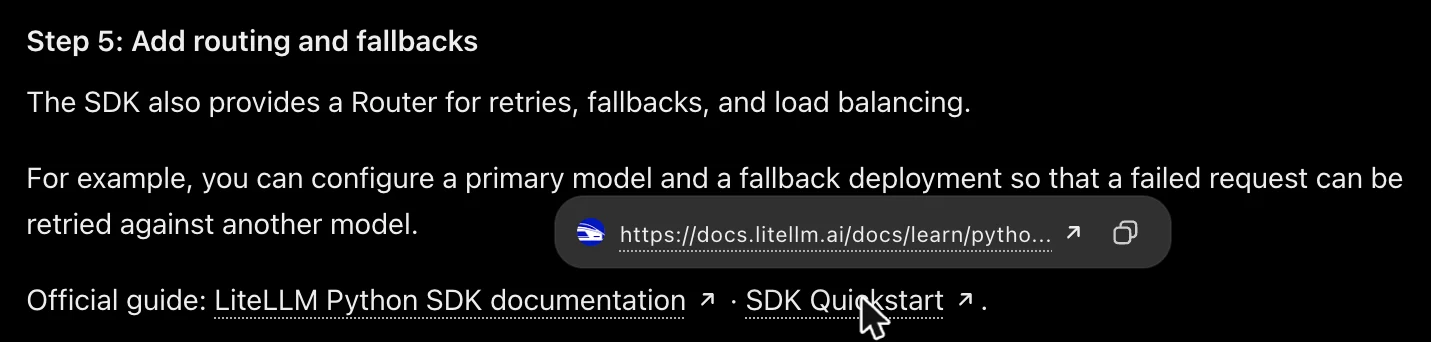 Step 5: Add routing and fallbacks
The SDK also provides a Router for retries, fallbacks, and load balancing.
For example, you can configure a primary model and a fallback deployment so that a failed request can be
retried against another model.
https://docs.litellm.ai/docs/learn/pytho...
Official guide: LiteLLM Python SDK documentation ↗ · SDK Quickstart ↗.